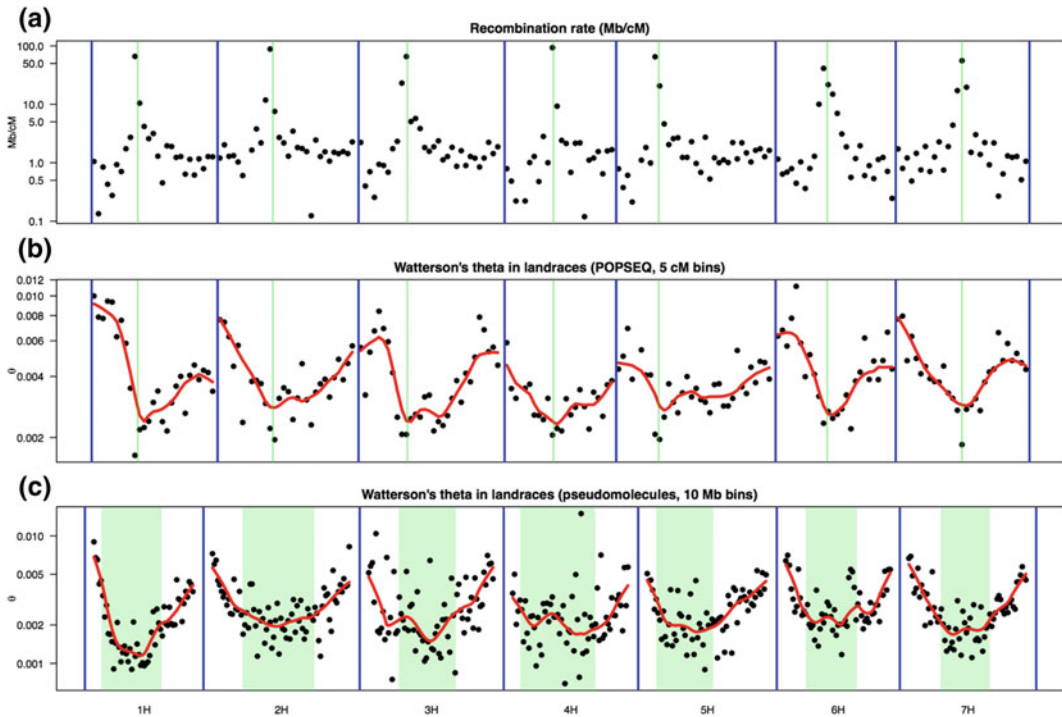 (a)
Recombination rate (Mb/cM)
Mb/cM
100.0
50.0
10.0
5.0
1.0
0.5
0.1
(b)
Watterson's theta in landraces (POPSEQ, 5 cM bins)
θ
0.012
0.010
0.008
0.006
0.004
0.002
(c)
Watterson's theta in landraces (pseudomolecules, 10 Mb bins)
θ
0.010
0.005
0.002
0.001
1H 2H 3H 4H 5H 6H 7H